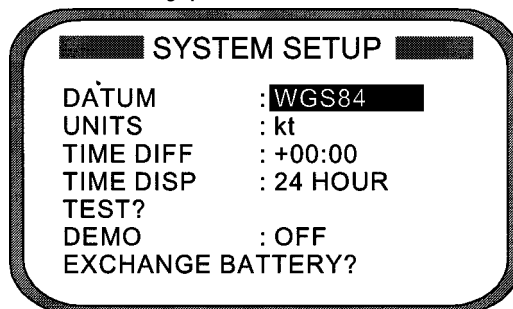 SYSTEM SETUP
DATUM : WGS84
UNITS : kt
TIME DIFF : +00:00
TIME DISP : 24 HOUR
TEST?
DEMO : OFF
EXCHANGE BATTERY?